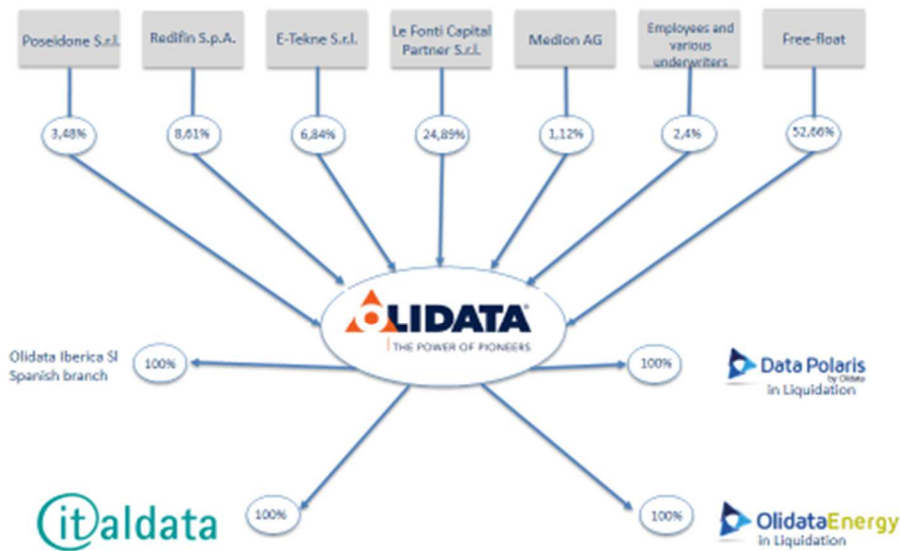 Poseidone S.r.l.
Redifin S.p.A.
E-Tekne S.r.l.
Le Fonti Capital
Partner S.r.l.
Medion AG
Employees and
various
underwriters
Free-float
3,48%
8,61%
6,84%
24,89%
1,12%
2,4%
52,66%
OLIDATA®
THE POWER OF PIONEERS
Olidata Iberica Sl
Spanish branch
100%
100%
Data Polaris
by Olidata
in Liquidation
italdata
100%
100%
OlidataEnergy
in Liquidation